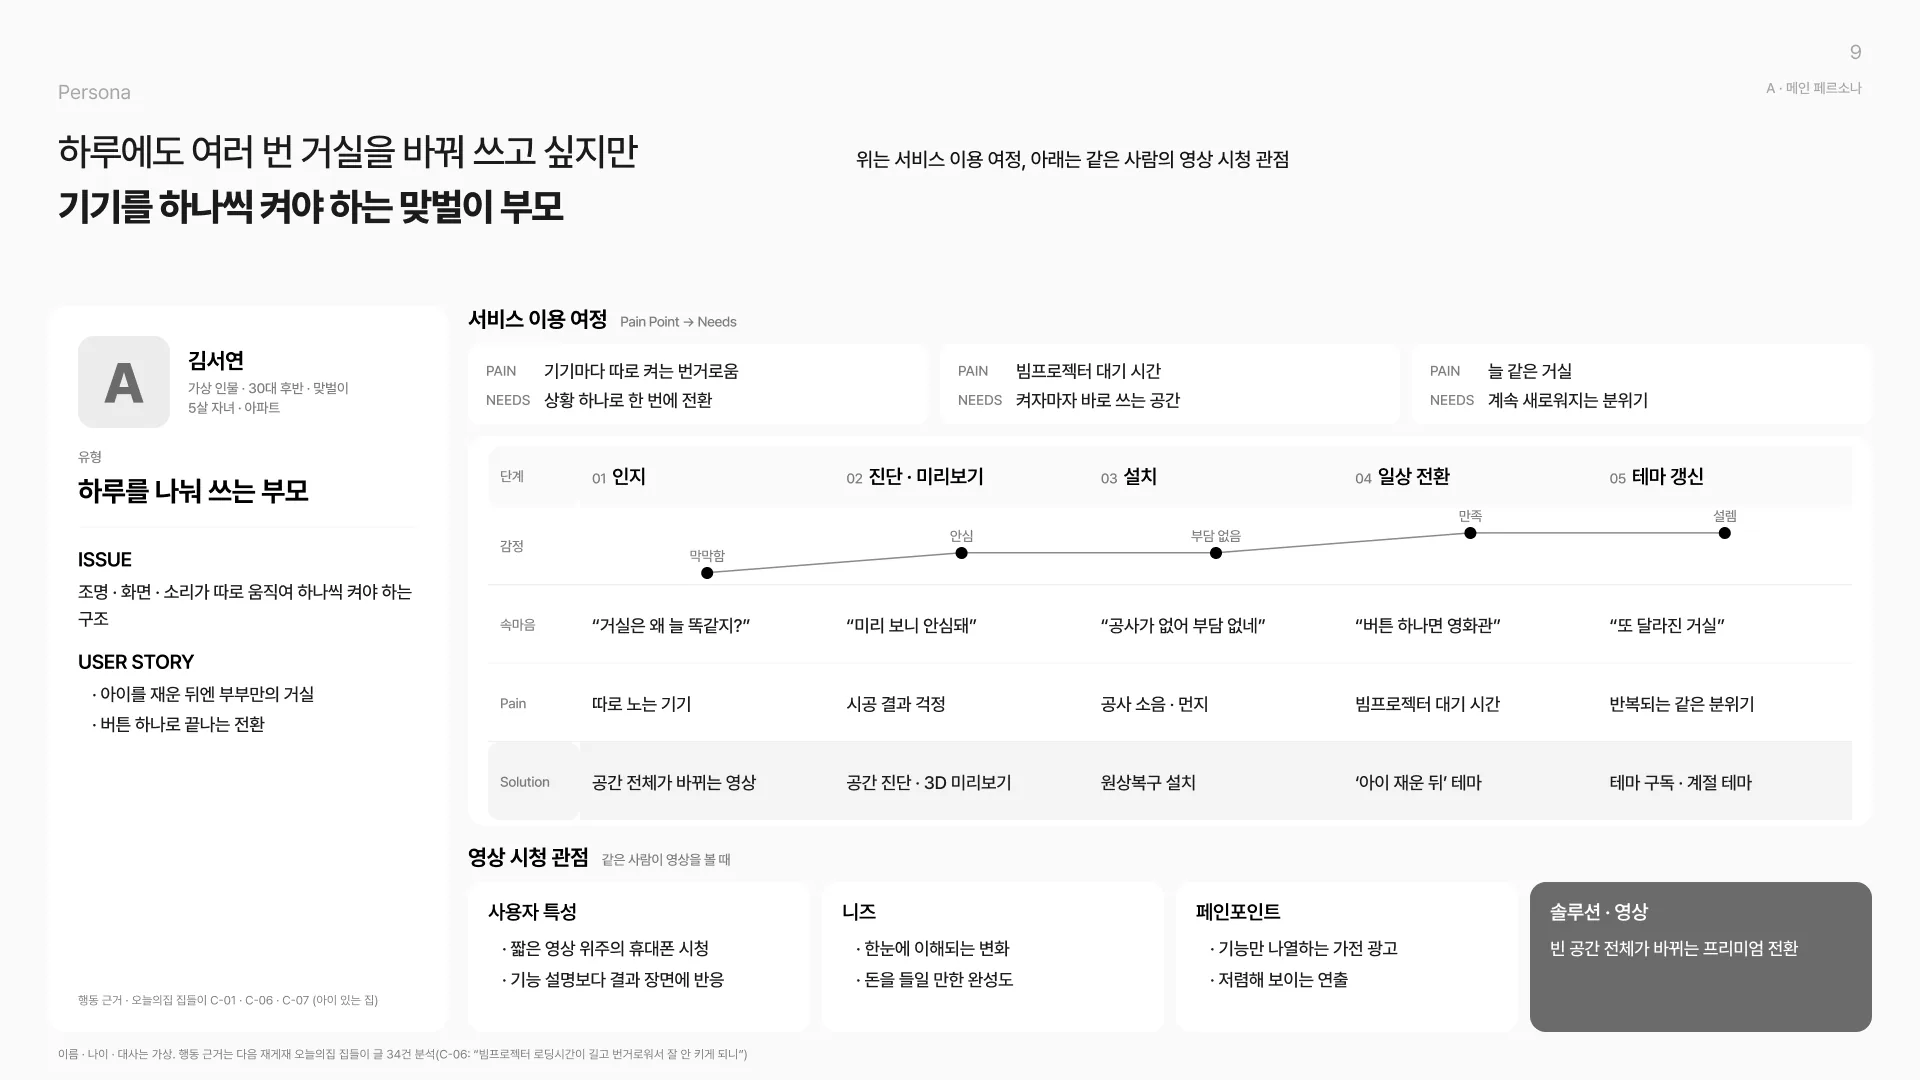 9
Persona
A · 메인 페르소나
하루에도 여러 번 거실을 바꿔 쓰고 싶지만
기기를 하나씩 켜야 하는 맞벌이 부모
위는 서비스 이용 여정, 아래는 같은 사람의 영상 시청 관점
A
김서연
가상 인물 · 30대 후반 · 맞벌이
5살 자녀 · 아파트
유형
하루를 나눠 쓰는 부모
ISSUE
조명 · 화면 · 소리가 따로 움직여 하나씩 켜야 하는
구조
USER STORY
· 아이를 재운 뒤엔 부부만의 거실
· 버튼 하나로 끝나는 전환
행동 근거 · 오늘의집 집들이 C-01 · C-06 · C-07 (아이 있는 집)
서비스 이용 여정 Pain Point → Needs
PAIN 기기마다 따로 켜는 번거로움
NEEDS 상황 하나로 한 번에 전환
PAIN 빔프로젝터 대기 시간
NEEDS 켜자마자 바로 쓰는 공간
PAIN 늘 같은 거실
NEEDS 계속 새로워지는 분위기
단계 01 인지 02 진단 · 미리보기 03 설치 04 일상 전환 05 테마 갱신
감정 막막함 안심 부담 없음 만족 설렘
속마음 “거실은 왜 늘 똑같지?” “미리 보니 안심돼” “공사가 없어 부담 없네” “버튼 하나면 영화관” “또 달라진 거실”
Pain 따로 노는 기기 시공 결과 걱정 공사 소음 · 먼지 빔프로젝터 대기 시간 반복되는 같은 분위기
Solution 공간 전체가 바뀌는 영상 공간 진단 · 3D 미리보기 원상복구 설치 ‘아이 재운 뒤’ 테마 테마 구독 · 계절 테마
영상 시청 관점 같은 사람이 영상을 볼 때
사용자 특성
· 짧은 영상 위주의 휴대폰 시청
· 기능 설명보다 결과 장면에 반응
니즈
· 한눈에 이해되는 변화
· 돈을 들일 만한 완성도
페인포인트
· 기능만 나열하는 가전 광고
· 저렴해 보이는 연출
솔루션 · 영상
빈 공간 전체가 바뀌는 프리미엄 전환
이름 · 나이 · 대사는 가상. 행동 근거는 다음 재게재 오늘의집 집들이 글 34건 분석(C-06: “빔프로젝터 로딩시간이 길고 번거로워서 잘 안 키게 되니”)